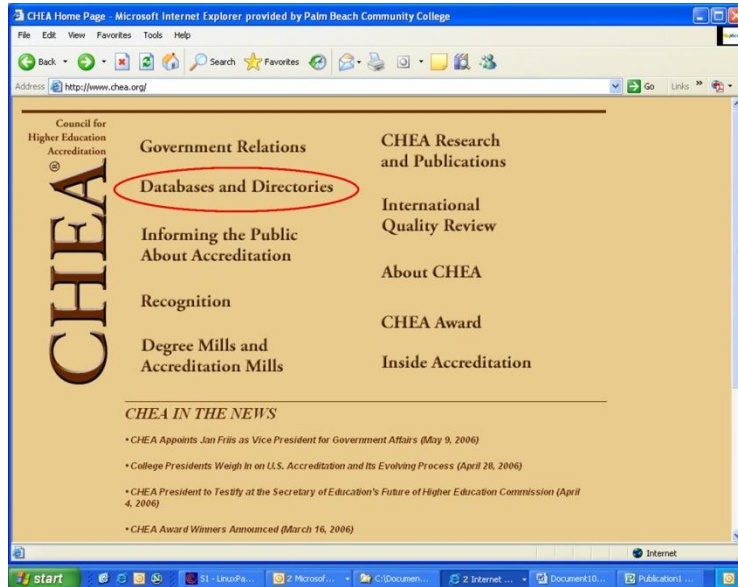 CHEA Home Page - Microsoft Internet Explorer provided by Palm Beach Community College
File Edit View Favorites Tools Help
Back Search Favorites
Address http://www.chea.org/ Go Links »
Council for
Higher Education
Accreditation
®
CHEA
Government Relations
Databases and Directories
Informing the Public
About Accreditation
Recognition
Degree Mills and
Accreditation Mills
CHEA Research
and Publications
International
Quality Review
About CHEA
CHEA Award
Inside Accreditation
CHEA IN THE NEWS
• CHEA Appoints Jan Friis as Vice President for Government Affairs (May 9, 2006)
• College Presidents Weigh In on U.S. Accreditation and Its Evolving Process (April 28, 2006)
• CHEA President to Testify at the Secretary of Education's Future of Higher Education Commission (April
4, 2006)
• CHEA Award Winners Announced (March 16, 2006)
Internet
start S1 - LinuxPa... 2 Microsof... C:\Documen... 2 Internet ... Document10... Publication1 ...